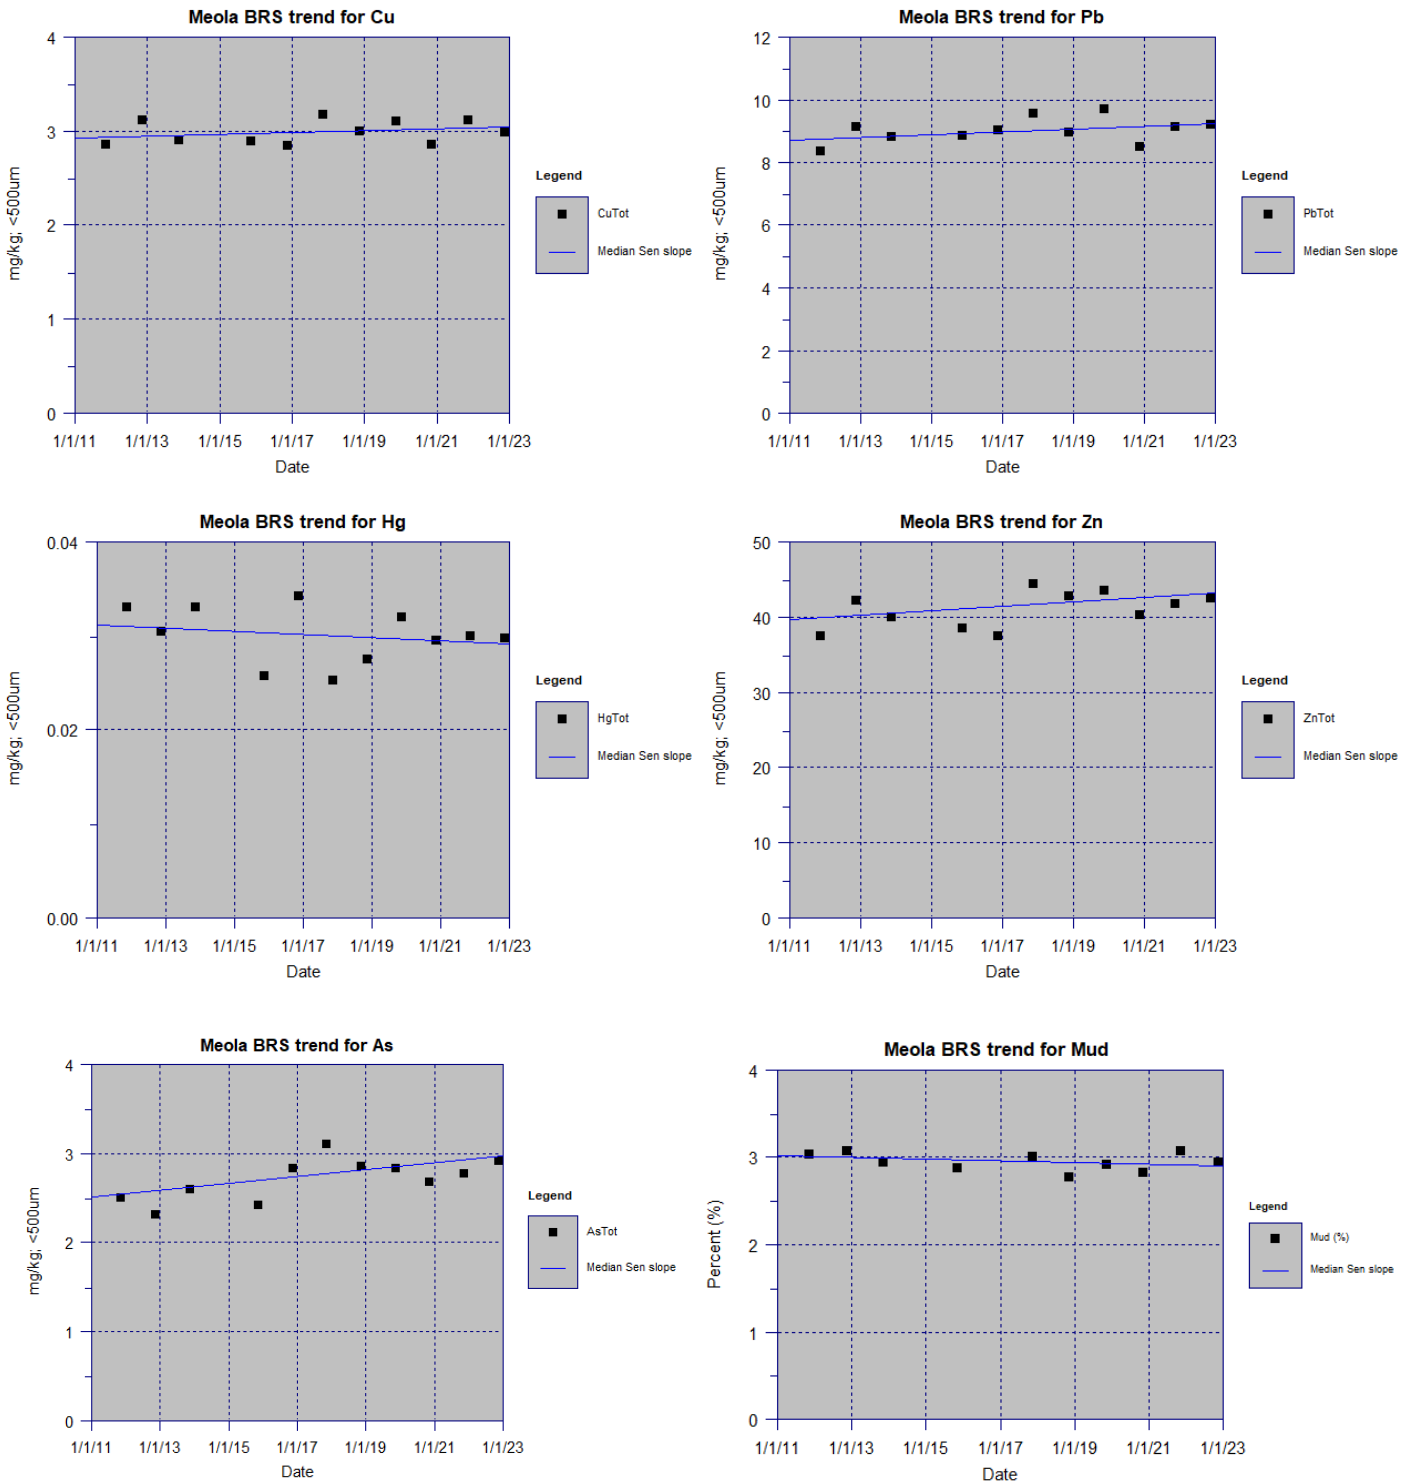 Meola BRS trend for Cu
4
3
2
1
0
mg/kg; <500um
1/1/11 1/1/13 1/1/15 1/1/17 1/1/19 1/1/21 1/1/23
Date
Legend
CuTot
Median Sen slope
Meola BRS trend for Pb
12
10
8
6
4
2
0
mg/kg; <500um
1/1/11 1/1/13 1/1/15 1/1/17 1/1/19 1/1/21 1/1/23
Date
Legend
PbTot
Median Sen slope
Meola BRS trend for Hg
0.04
0.02
0.00
mg/kg; <500um
1/1/11 1/1/13 1/1/15 1/1/17 1/1/19 1/1/21 1/1/23
Date
Legend
HgTot
Median Sen slope
Meola BRS trend for Zn
50
40
30
20
10
0
mg/kg; <500um
1/1/11 1/1/13 1/1/15 1/1/17 1/1/19 1/1/21 1/1/23
Date
Legend
ZnTot
Median Sen slope
Meola BRS trend for As
4
3
2
1
0
mg/kg; <500um
1/1/11 1/1/13 1/1/15 1/1/17 1/1/19 1/1/21 1/1/23
Date
Legend
AsTot
Median Sen slope
Meola BRS trend for Mud
4
3
2
1
0
Percent (%)
1/1/11 1/1/13 1/1/15 1/1/17 1/1/19 1/1/21 1/1/23
Date
Legend
Mud (%)
Median Sen slope